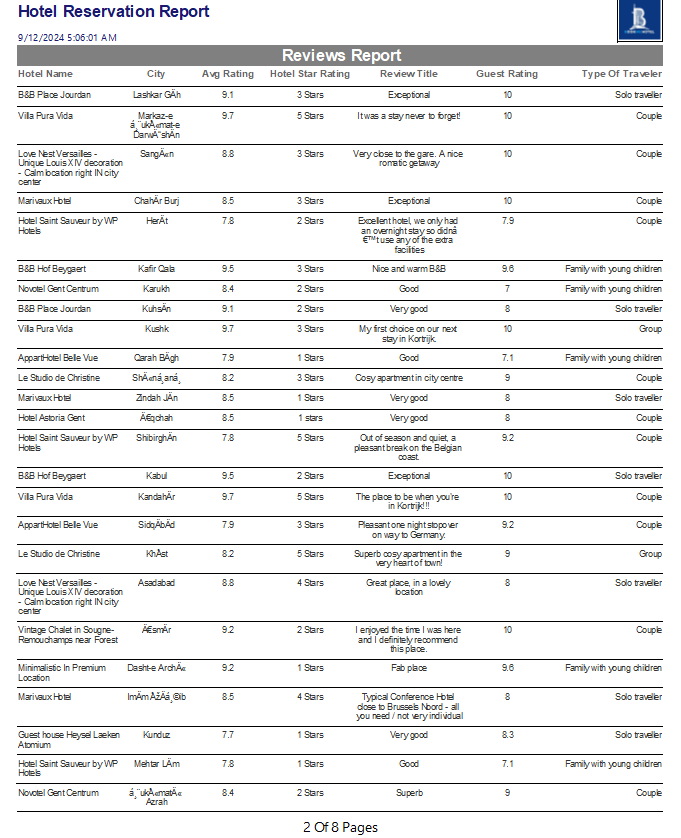 Hotel Reservation Report
9/12/2024 5:06:01 AM
Reviews Report
Hotel Name City Avg Rating Hotel Star Rating Review Title Guest Rating Type Of Traveler
B&B Place Jourdan Lashkar GÄh 9.1 3 Stars Exceptional 10 Solo traveller
Villa Pura Vida Markaz-e 9.7 5 Stars It was a stay never to forget! 10 Couple
á¸¨ukÅ«mat-e
DarwÄ“shÄn
Love Nest Versailles - SangÄ«n 8.8 3 Stars Very close to the gare. A nice 10 Couple
Unique Louis XIV decoration romatic getaway
- Calm location right IN city
center
Marivaux Hotel ChahÄr Burj 8.5 3 Stars Exceptional 10 Couple
Hotel Saint Sauveur by WP HerÄt 7.8 2 Stars Excellent hotel, we only had 7.9 Couple
Hotels an overnight stay so didnâ
€™t use any of the extra
facilities
B&B Hof Beygaert Kafir Qala 9.5 3 Stars Nice and warm B&B 9.6 Family with young children
Novotel Gent Centrum Karukh 8.4 2 Stars Good 7 Family with young children
B&B Place Jourdan KuhsÄn 9.1 2 Stars Very good 8 Solo traveller
Villa Pura Vida Kushk 9.7 3 Stars My first choice on our next 10 Group
stay in Kortrijk.
AppartHotel Belle Vue Qarah BÄgh 7.9 1 Stars Good 7.1 Family with young children
Le Studio de Christine 8.2 3 Stars Cosy apartment in city centre 9 Couple
Marivaux Hotel Zindah JÄn 8.5 1 Stars Very good 8 Solo traveller
Hotel Astoria Gent Ä€qchah 8.5 1 stars Very good 8 Couple
Hotel Saint Sauveur by WP ShibirghÄn 7.8 5 Stars Out of season and quiet, a 9.2 Couple
Hotels pleasant break on the Belgian
coast.
B&B Hof Beygaert Kabul 9.5 2 Stars Exceptional 10 Solo traveller
Villa Pura Vida KandahÄr 9.7 5 Stars The place to be when you're 10 Couple
in Kortrijk!!!
AppartHotel Belle Vue SidqÄbÄd 7.9 3 Stars Pleasant one night stopover 9.2 Couple
on way to Germany.
Le Studio de Christine KhÅst 8.2 5 Stars Superb cosy apartment in the 9 Group
very heart of town!
Love Nest Versailles - Asadabad 8.8 4 Stars Great place, in a lovely 8 Solo traveller
Unique Louis XIV decoration location
- Calm location right IN city
center
Vintage Chalet in Sougne- Ä€smÄr 9.2 2 Stars I enjoyed the time I was here 10 Couple
Remouchamps near Forest and I definitely recommend
this place.
Minimalistic In Premium Dasht-e ArchÄ« 9.2 1 Stars Fab place 9.6 Family with young children
Location
Marivaux Hotel 8.5 4 Stars Typical Conference Hotel 8 Solo traveller
close to Brussels Noord - all
you need / not very individual
Guest house Heysel Laeken Kunduz 7.7 1 Stars Very good 8.3 Solo traveller
Atomium
Hotel Saint Sauveur by WP Mehtar LÄm 7.8 1 Stars Good 7.1 Family with young children
Hotels
Novotel Gent Centrum á¸¨ukÅ«matÄ« 8.4 2 Stars Superb 9 Couple
Azrah
2 Of 8 Pages